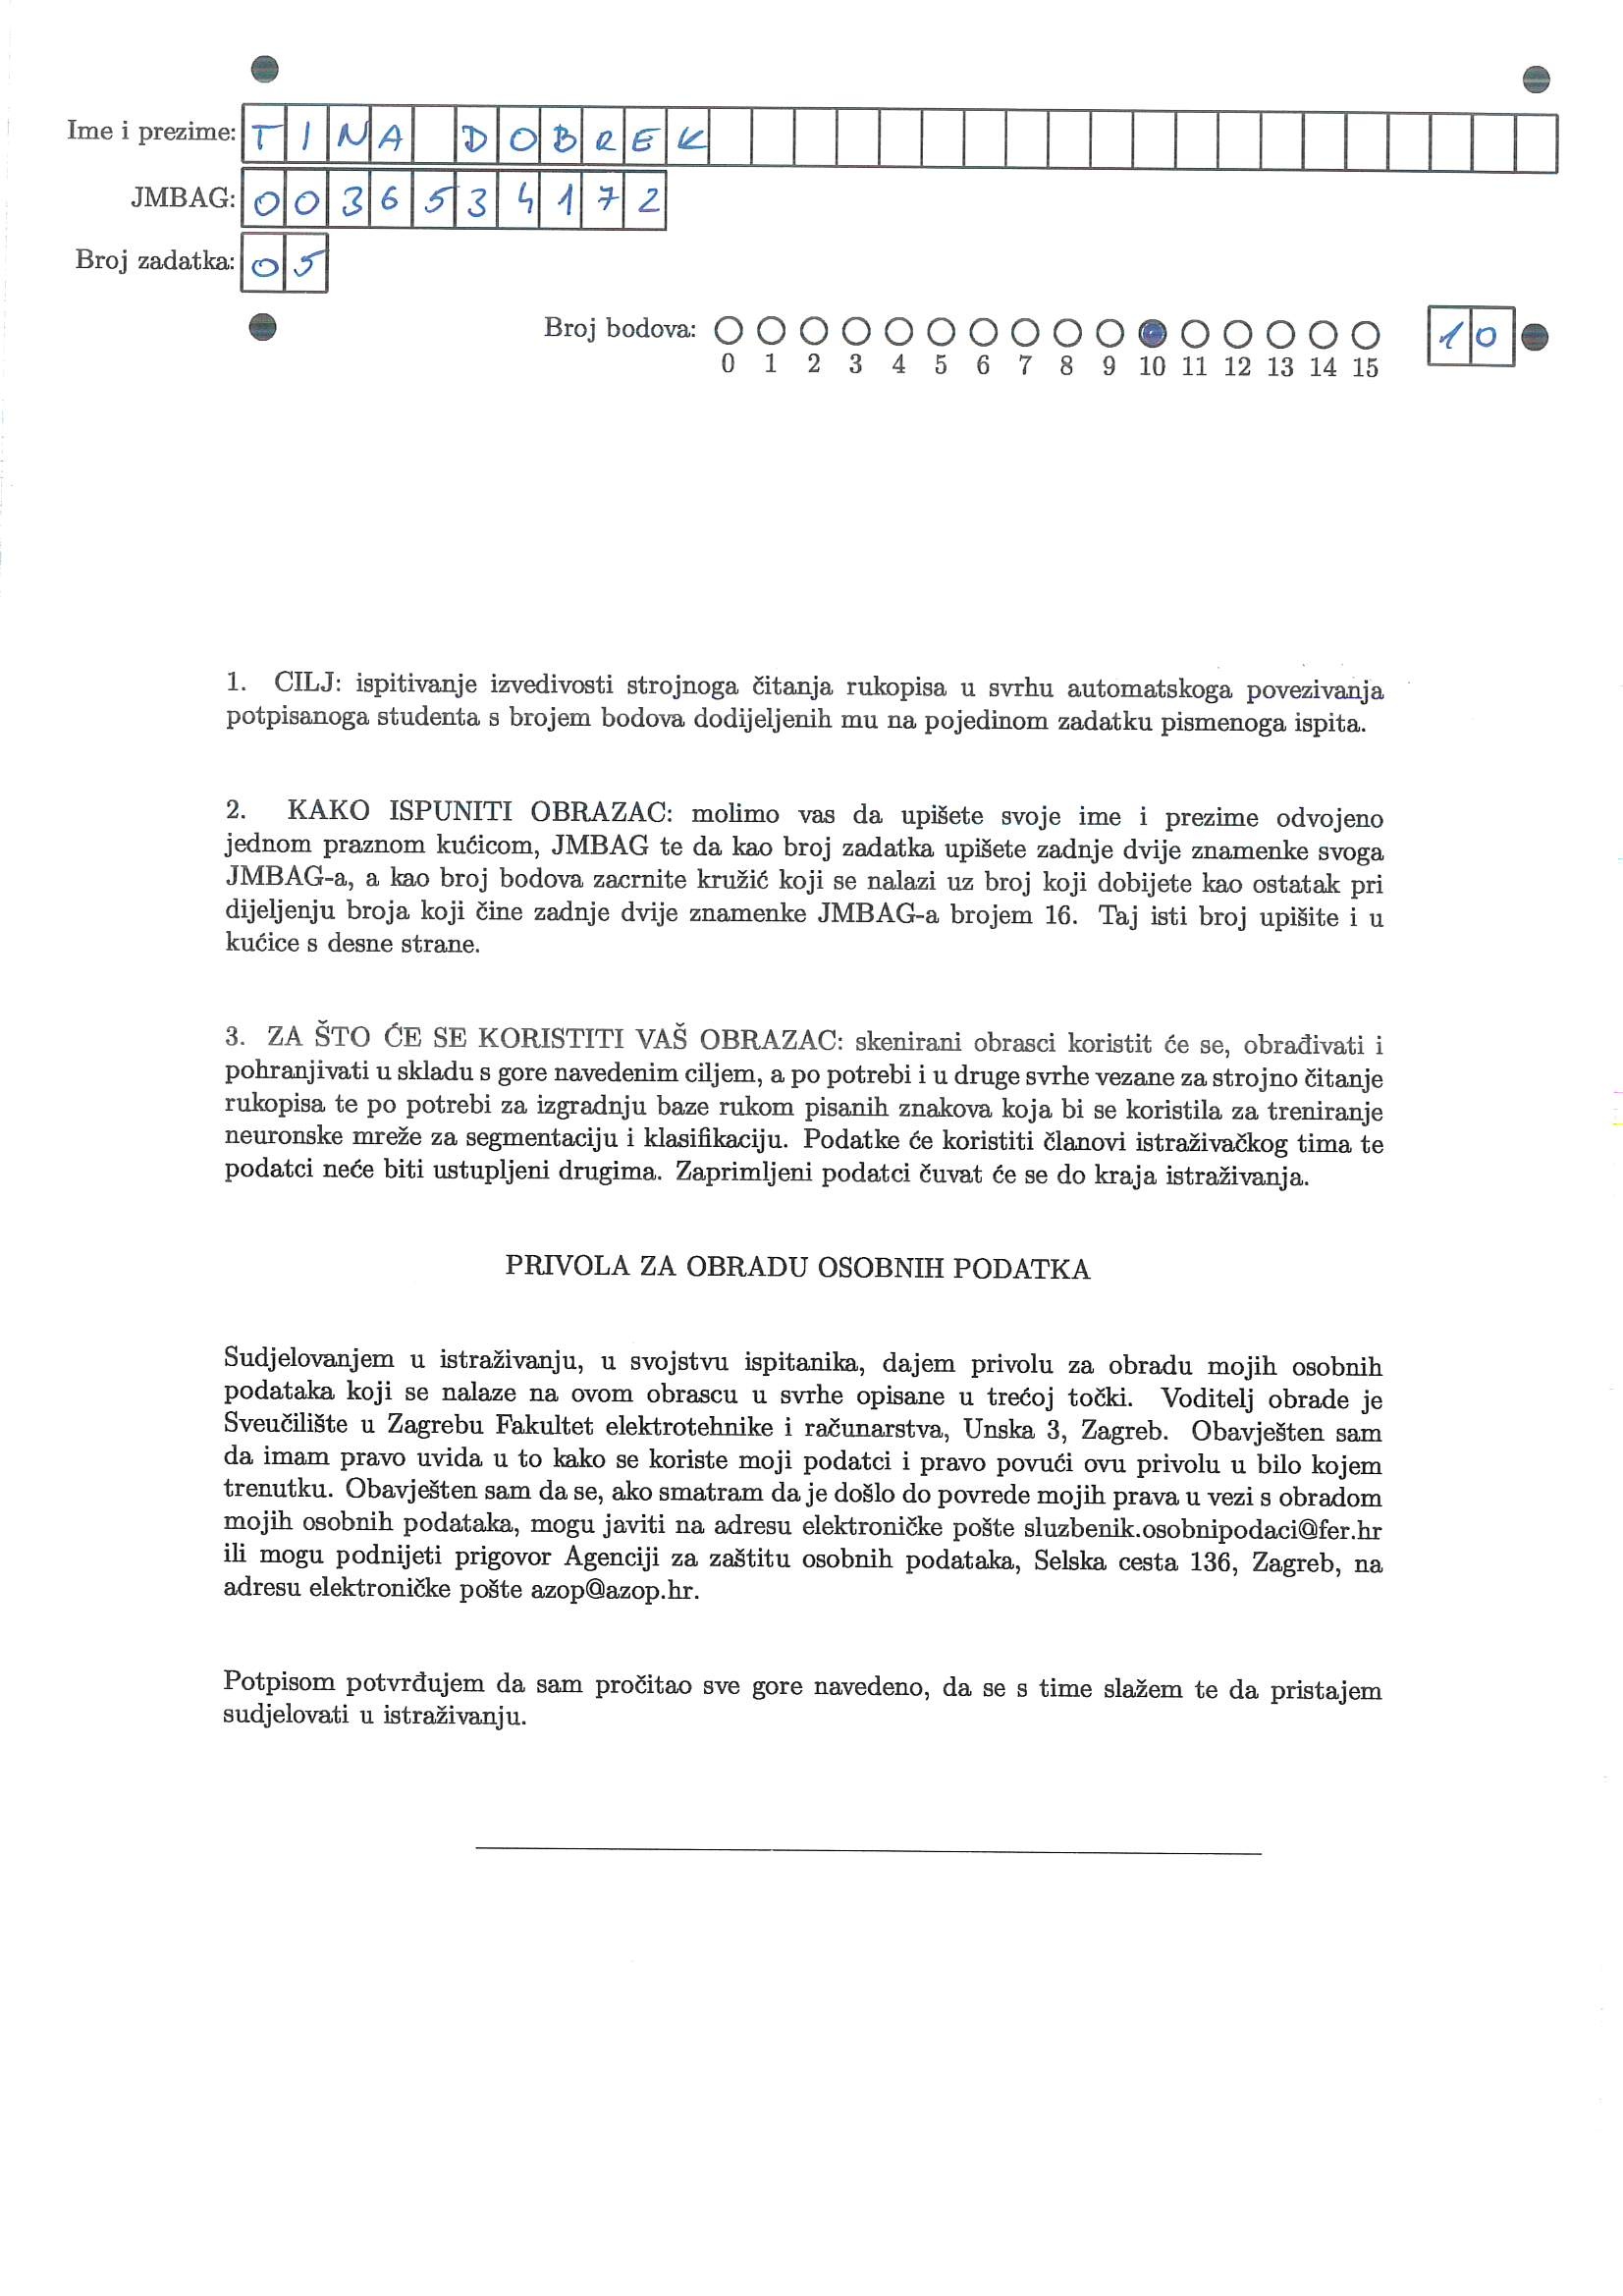 Ime i prezime: TINA DOBREK
JMBAG: 0036534172
Broj zadatka: 05
Broj bodova: 10
0 1 2 3 4 5 6 7 8 9 10 11 12 13 14 15
1. CILJ: ispitivanje izvedivosti strojnoga čitanja rukopisa u svrhu automatskoga povezivanja
potpisanoga studenta s brojem bodova dodijeljenih mu na pojedinom zadatku pismenoga ispita.
2. KAKO ISPUNITI OBRAZAC: molimo vas da upišete svoje ime i prezime odvojeno
jednom praznom kućicom, JMBAG te da kao broj zadatka upišete zadnje dvije znamenke svoga
JMBAG-a, a kao broj bodova zacrnite kružić koji se nalazi uz broj koji dobijete kao ostatak pri
dijeljenju broja koji čine zadnje dvije znamenke JMBAG-a brojem 16. Taj isti broj upišite i u
kućice s desne strane.
3. ZA ŠTO ĆE SE KORISTITI VAŠ OBRAZAC: skenirani obrasci koristit će se, obrađivati i
pohranjivati u skladu s gore navedenim ciljem, a po potrebi i u druge svrhe vezane za strojno čitanje
rukopisa te po potrebi za izgradnju baze rukom pisanih znakova koja bi se koristila za treniranje
neuronske mreže za segmentaciju i klasifikaciju. Podatke će koristiti članovi istraživačkog tima te
podatci neće biti ustupljeni drugima. Zaprimljeni podatci čuvat će se do kraja istraživanja.
PRIVOLA ZA OBRADU OSOBNIH PODATKA
Sudjelovanjem u istraživanju, u svojstvu ispitanika, dajem privolu za obradu mojih osobnih
podataka koji se nalaze na ovom obrascu u svrhe opisane u trećoj točki. Voditelj obrade je
Sveučilište u Zagrebu Fakultet elektrotehnike i računarstva, Unska 3, Zagreb. Obavješten sam
da imam pravo uvida u to kako se koriste moji podatci i pravo povući ovu privolu u bilo kojem
trenutku. Obavješten sam da se, ako smatram da je došlo do povrede mojih prava u vezi s obradom
mojih osobnih podataka, mogu javiti na adresu elektroničke pošte sluzbenik.osobnipodaci@fer.hr
ili mogu podnijeti prigovor Agenciji za zaštitu osobnih podataka, Selska cesta 136, Zagreb, na
adresu elektroničke pošte azop@azop.hr.
Potpisom potvrđujem da sam pročitao sve gore navedeno, da se s time slažem te da pristajem
sudjelovati u istraživanju.